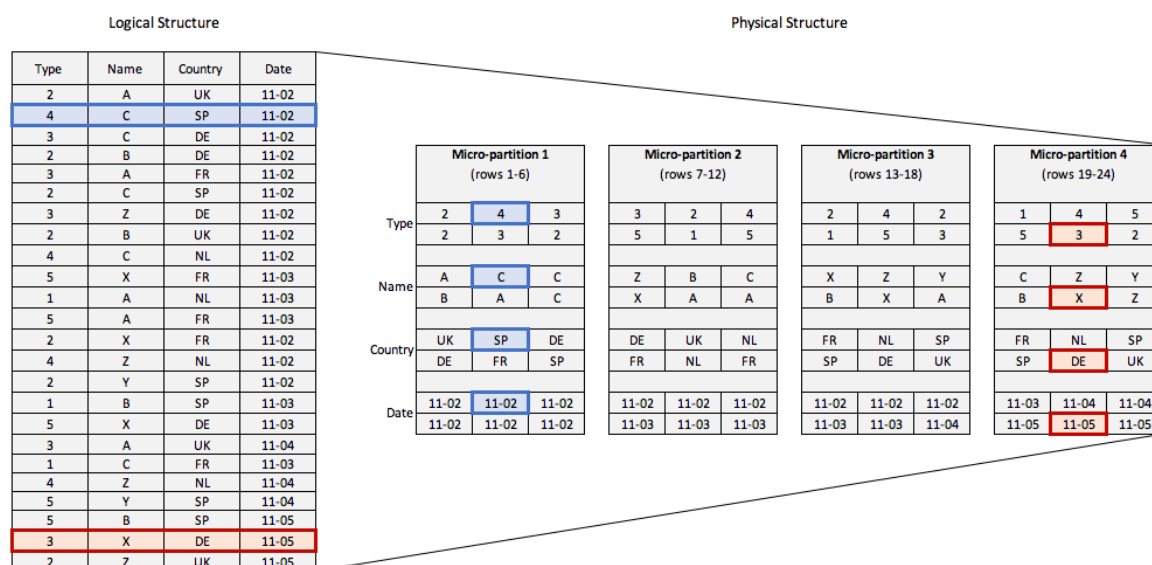 Logical Structure
Physical Structure
Type Name Country Date
2 A UK 11-02
4 C SP 11-02
3 C DE 11-02
2 B DE 11-02
3 A FR 11-02
2 C SP 11-02
3 Z DE 11-02
2 B UK 11-02
4 C NL 11-02
5 X FR 11-03
1 A NL 11-03
5 A FR 11-03
2 X FR 11-02
4 Z NL 11-02
2 Y SP 11-02
1 B SP 11-03
5 X DE 11-03
3 A UK 11-04
1 C FR 11-03
4 Z NL 11-04
5 Y SP 11-04
5 B SP 11-05
3 X DE 11-05
2 Z UK 11-05
Micro-partition 1 Micro-partition 2 Micro-partition 3 Micro-partition 4
(rows 1-6) (rows 7-12) (rows 13-18) (rows 19-24)
Type
2 4 3 3 2 4 2 4 2 1 4 5
2 3 2 5 1 5 1 5 3 5 3 2
Name
A C C Z B C X Z Y C Z Y
B A C X A A B X A B X Z
Country
UK SP DE DE UK NL FR NL SP FR NL SP
DE FR SP FR NL FR SP DE UK SP DE UK
Date
11-02 11-02 11-02 11-02 11-02 11-02 11-02 11-02 11-02 11-03 11-04 11-04
11-02 11-02 11-02 11-03 11-03 11-03 11-03 11-03 11-04 11-05 11-05 11-05